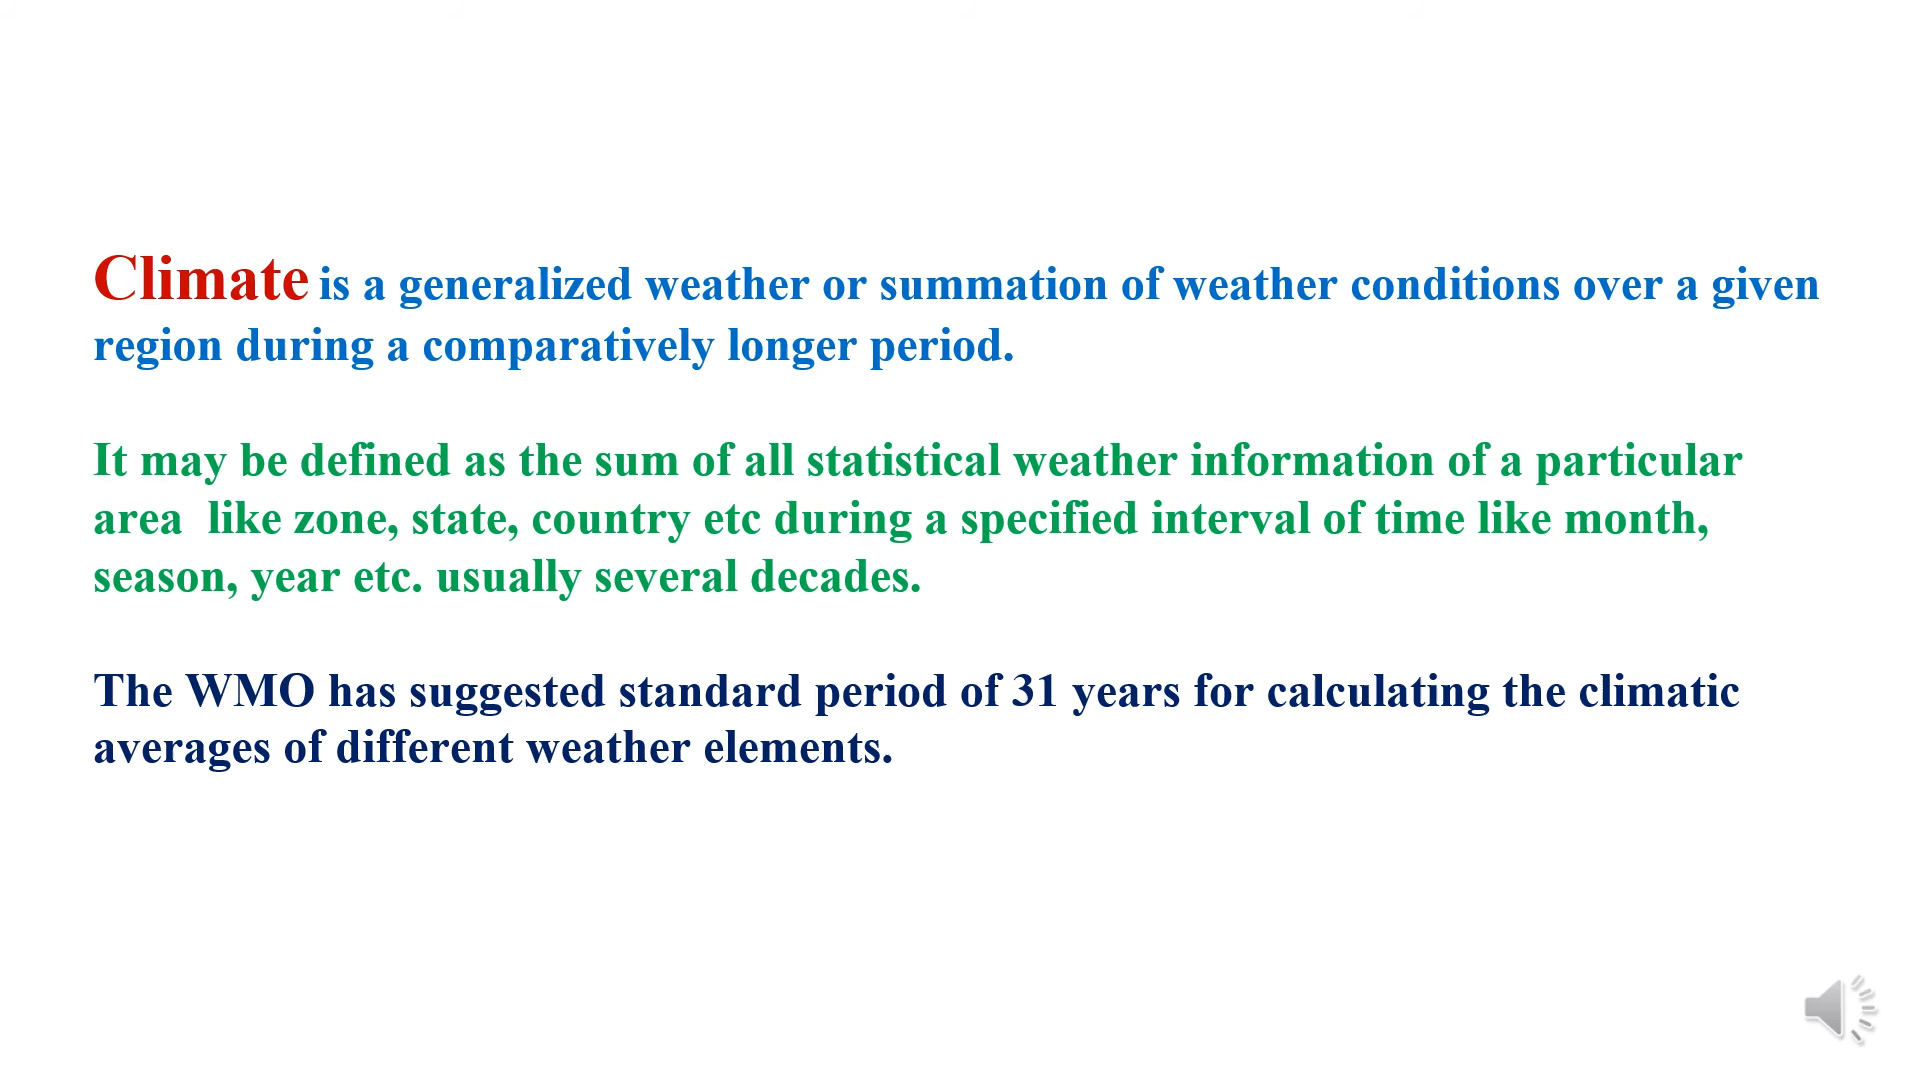 Climate is a generalized weather or summation of weather conditions over a given
region during a comparatively longer period.
It may be defined as the sum of all statistical weather information of a particular
area  like zone, state, country etc during a specified interval of time like month,
season, year etc. usually several decades.
The WMO has suggested standard period of 31 years for calculating the climatic
averages of different weather elements.